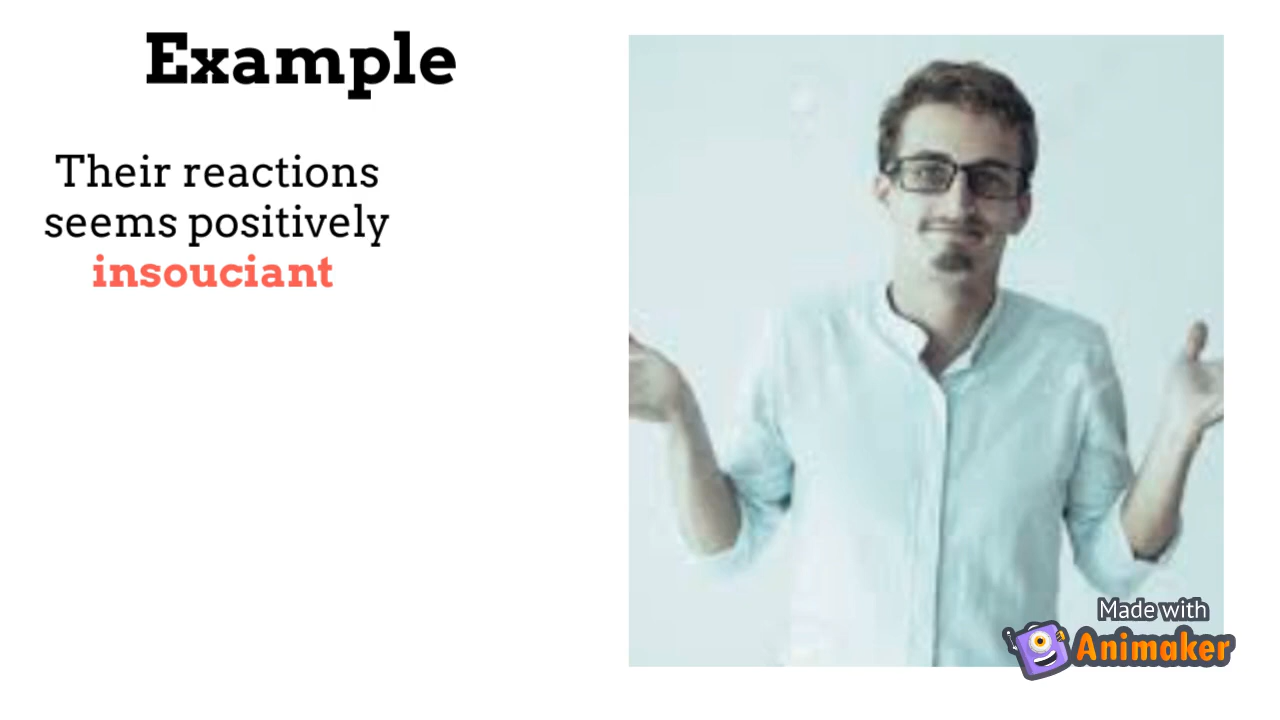 Example
Their reactions
seems positively
insouciant
Made with
Animaker